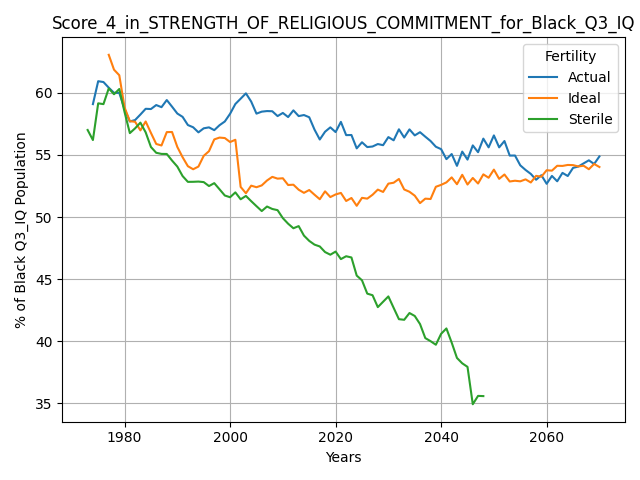 Score_4_in_STRENGTH_OF_RELIGIOUS_COMMITMENT_for_Black_Q3_IQ
Fertility
Actual
Ideal
Sterile
% of Black Q3_IQ Population
60
55
50
45
40
35
1980
2000
2020
2040
2060
Years